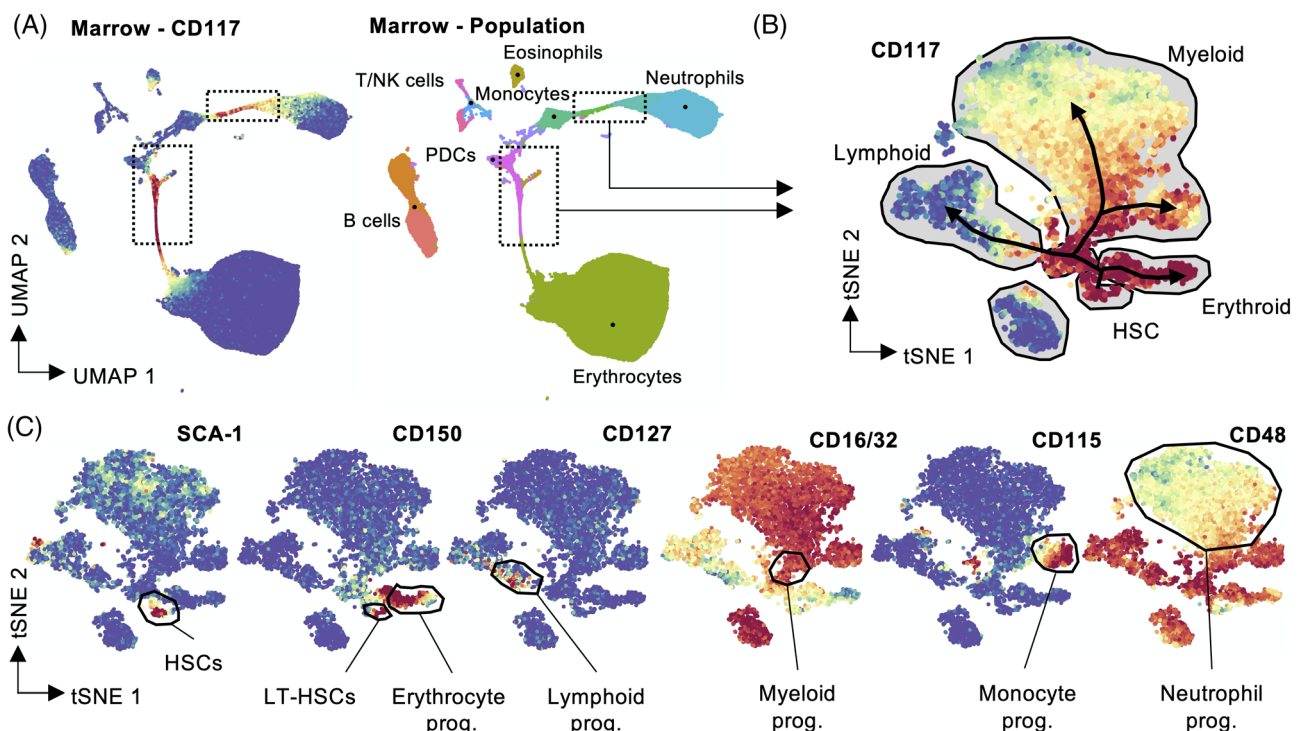 (A)
Marrow - CD117
Marrow - Population
Eosinophils
T/NK cells
Monocytes
Neutrophils
PDCs
B cells
Erythrocytes
UMAP 2
UMAP 1
(B)
CD117
Myeloid
Lymphoid
Erythroid
HSC
tSNE 2
tSNE 1
(C)
SCA-1
CD150
CD127
CD16/32
CD115
CD48
tSNE 2
tSNE 1
HSCs
LT-HSCs
Erythrocyte
prog.
Lymphoid
prog.
Myeloid
prog.
Monocyte
prog.
Neutrophil
prog.